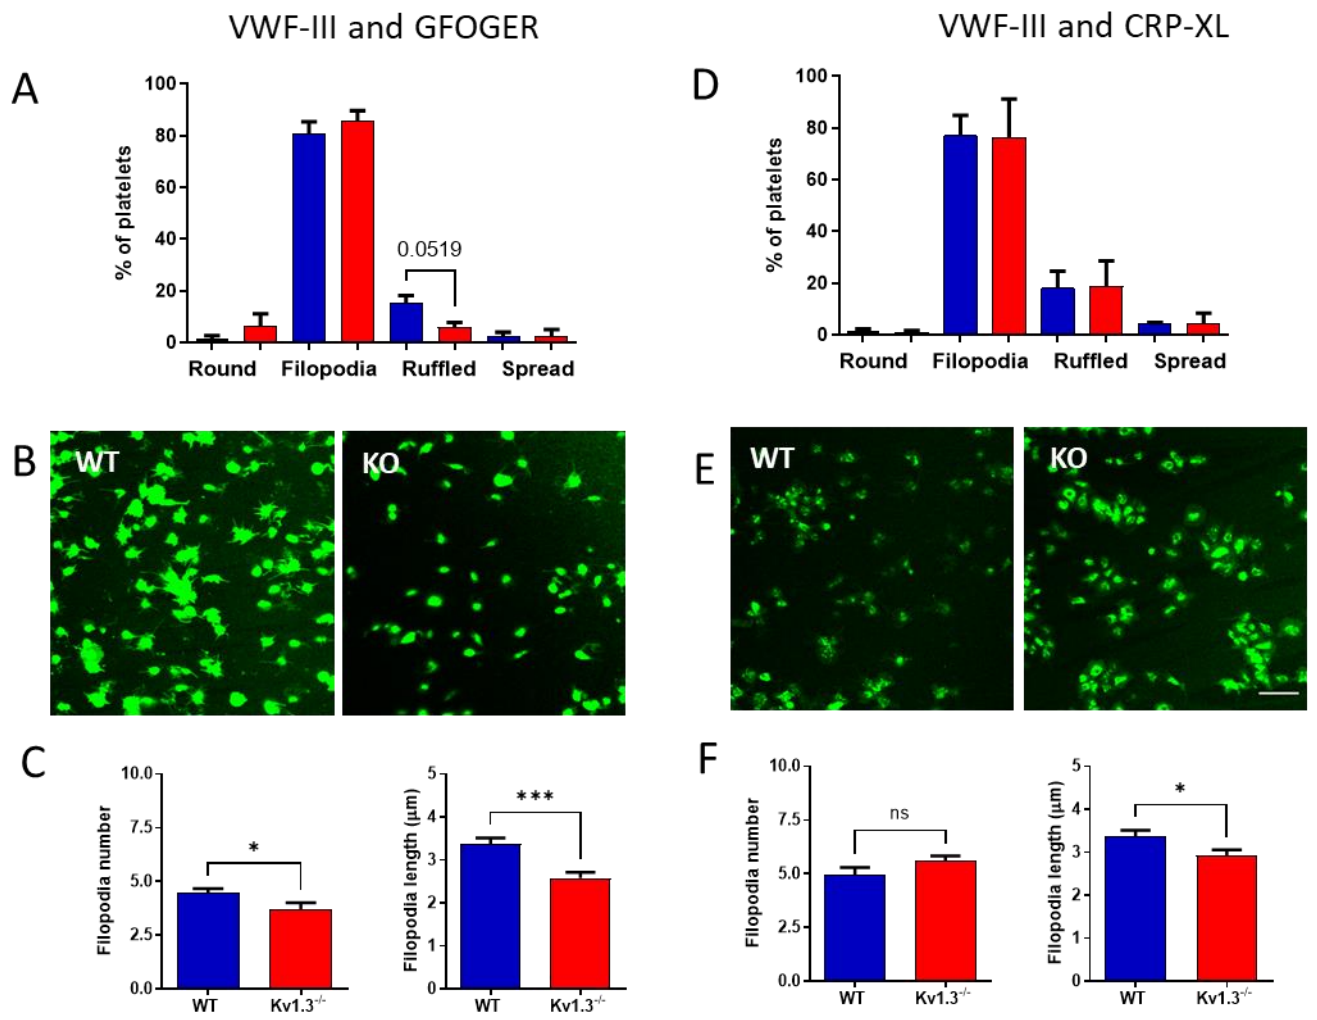 VWF-III and GFOGER
VWF-III and CRP-XL
A
% of platelets
100
80
60
40
20
0
0.0519
Round Filopodia Ruffled Spread
D
% of platelets
100
80
60
40
20
0
Round Filopodia Ruffled Spread
B
WT
KO
E
WT
KO
C
Filopodia number
10.0
7.5
5.0
2.5
0.0
*
WT Kv1.3-/-
Filopodia length (µm)
5
4
3
2
1
0
***
WT Kv1.3-/-
F
Filopodia number
10.0
7.5
5.0
2.5
0.0
ns
WT Kv1.3-/-
Filopodia length (µm)
5
4
3
2
1
0
*
WT Kv1.3-/-